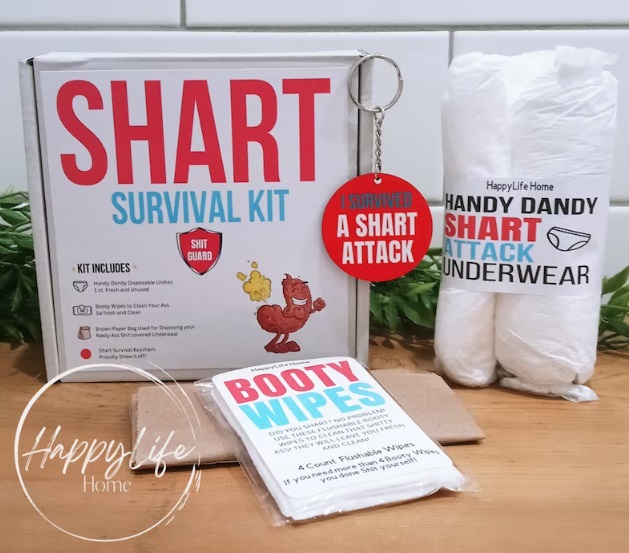 SHART
SURVIVAL KIT
SHIT
GUARD
KIT INCLUDES
Handy Dandy Disposable Undies
1 ct. Fresh and Unused
Booty Wipes to Clean Your Ass
So fresh and Clean
Brown Paper Bag Used for Disposing your
Nasty Ass Shit covered Underwear
Shart Survival Keychain
Proudly Show it off!
I SURVIVED
A SHART
ATTACK
HappyLife Home
HANDY DANDY
SHART
ATTACK
UNDERWEAR
HappyLife Home
BOOTY
WIPES
DID YOU SHART? NO PROBLEM!
USE THESE FLUSHABLE BOOTY
WIPES TO CLEAN THAT SHITTY
ASS! THEY WILL LEAVE YOU FRESH
AND CLEAN!
4 Count Flushable Wipes
If you need more than 4 Booty Wipes
you done Shit yourself!
HappyLife
Home